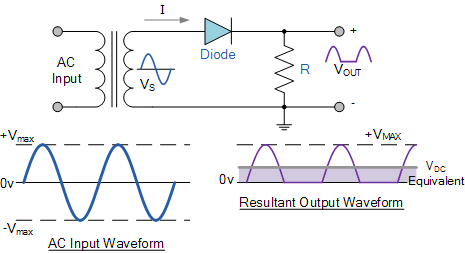 I
AC
Input
Vs
Diode
R
+
VOUT
-
+Vmax
0v
-Vmax
AC Input Waveform
+VMAX
0v
VDC
Equivalent
Resultant Output Waveform